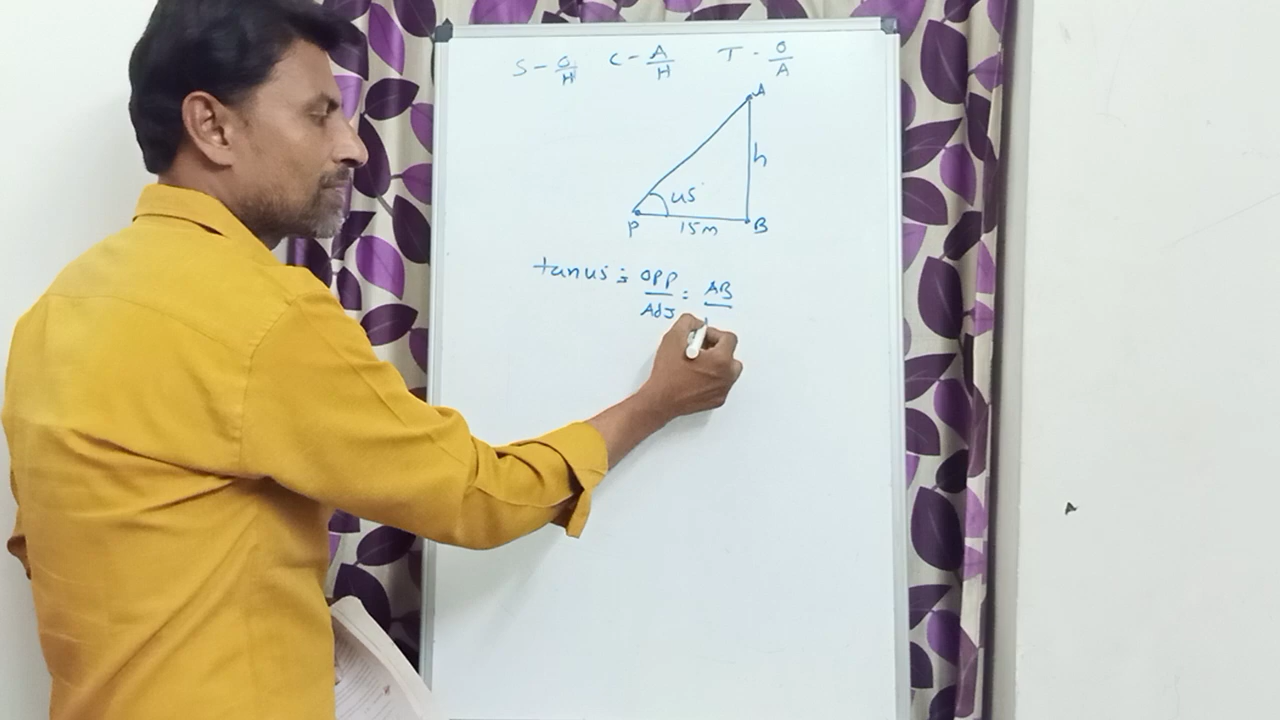 S - O/H C - A/H T - O/A
A
h
45°
P 15m B
tan45° = Opp/Adj = AB/